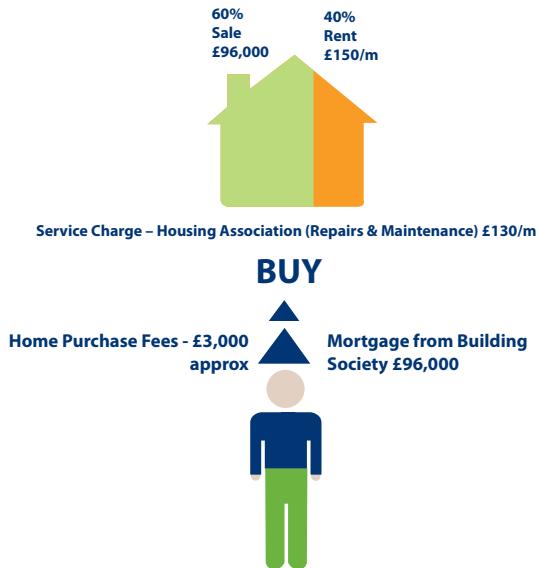 60%
Sale
£96,000
40%
Rent
£150/m
Service Charge – Housing Association (Repairs & Maintenance) £130/m
BUY
Home Purchase Fees - £3,000
approx
Mortgage from Building
Society £96,000